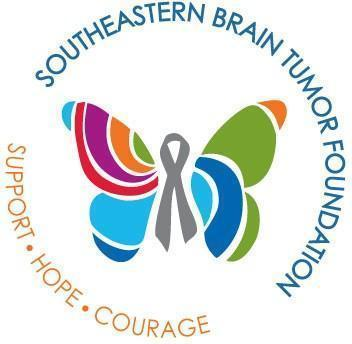 SOUTHEASTERN BRAIN TUMOR FOUNDATION
SUPPORT • HOPE • COURAGE